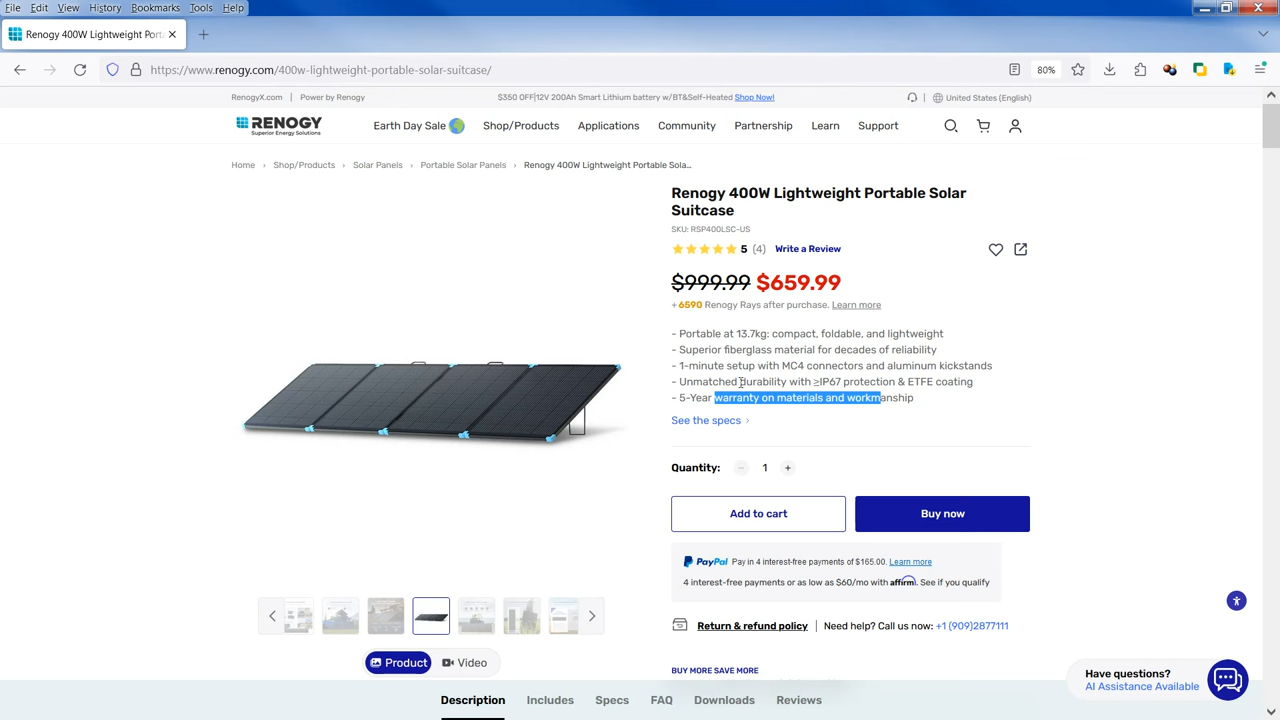 File Edit View History Bookmarks Tools Help
Renogy 400W Lightweight Porta
https://www.renogy.com/400w-lightweight-portable-solar-suitcase/
80%
RenogyX.com | Power by Renogy
$350 OFF|12V 200Ah Smart Lithium battery w/BT&Self-Heated Shop Now!
United States (English)
RENOGY
Superior Energy Solutions
Earth Day Sale Shop/Products Applications Community Partnership Learn Support
Home › Shop/Products › Solar Panels › Portable Solar Panels › Renogy 400W Lightweight Portable Sola...
Renogy 400W Lightweight Portable Solar
Suitcase
SKU: RSP400LSC-US
5 (4) Write a Review
$999.99 $659.99
+6590 Renogy Rays after purchase. Learn more
- Portable at 13.7kg: compact, foldable, and lightweight
- Superior fiberglass material for decades of reliability
- 1-minute setup with MC4 connectors and aluminum kickstands
- Unmatched durability with ≥IP67 protection & ETFE coating
- 5-Year warranty on materials and workmanship
See the specs ›
Quantity: − 1 +
Add to cart
Buy now
PayPal Pay in 4 interest-free payments of $165.00. Learn more
4 interest-free payments or as low as $60/mo with affirm. See if you qualify
Return & refund policy | Need help? Call us now: +1 (909)2877111
Product Video
BUY MORE SAVE MORE
Have questions?
AI Assistance Available
Description Includes Specs FAQ Downloads Reviews